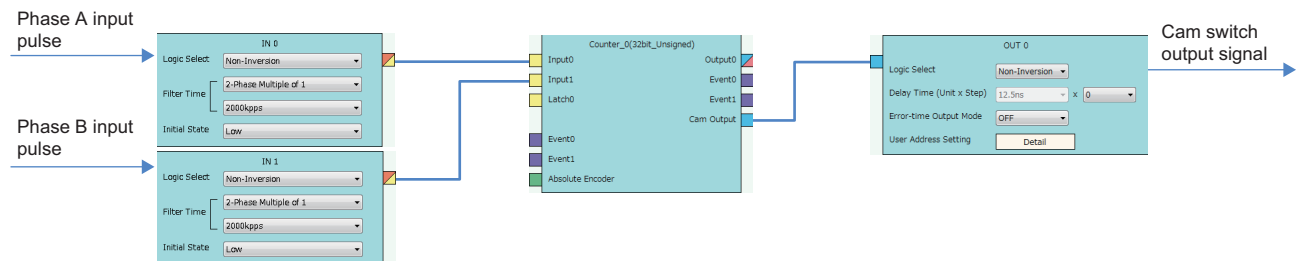 Phase A input
pulse
IN 0
Logic Select Non-Inversion
Filter Time 2-Phase Multiple of 1
2000kpps
Initial State Low
Phase B input
pulse
IN 1
Logic Select Non-Inversion
Filter Time 2-Phase Multiple of 1
2000kpps
Initial State Low
Counter_0(32bit_Unsigned)
Input0 Output0
Input1 Event0
Latch0 Event1
Cam Output
Event0
Event1
Absolute Encoder
OUT 0
Logic Select Non-Inversion
Delay Time (Unit x Step) 12.5ns x 0
Error-time Output Mode OFF
User Address Setting Detail
Cam switch
output signal